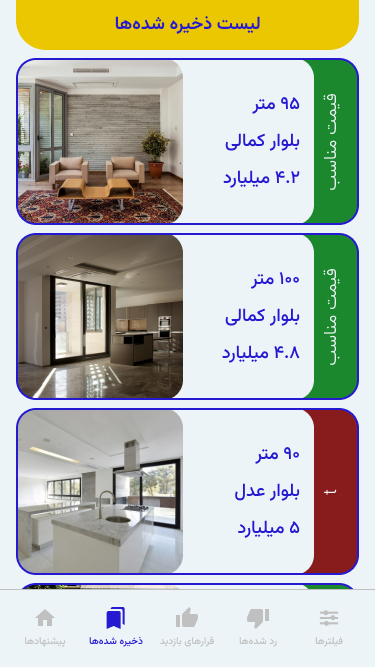 لیست ذخیره شده‌ها
۹۵ متر
بلوار کمالی
۴.۲ میلیارد
قیمت مناسب
۱۰۰ متر
بلوار کمالی
۴.۸ میلیارد
قیمت مناسب
۹۰ متر
بلوار عدل
۵ میلیارد
t
فیلترها
رد شده‌ها
قرارهای بازدید
ذخیره شده‌ها
پیشنهادها